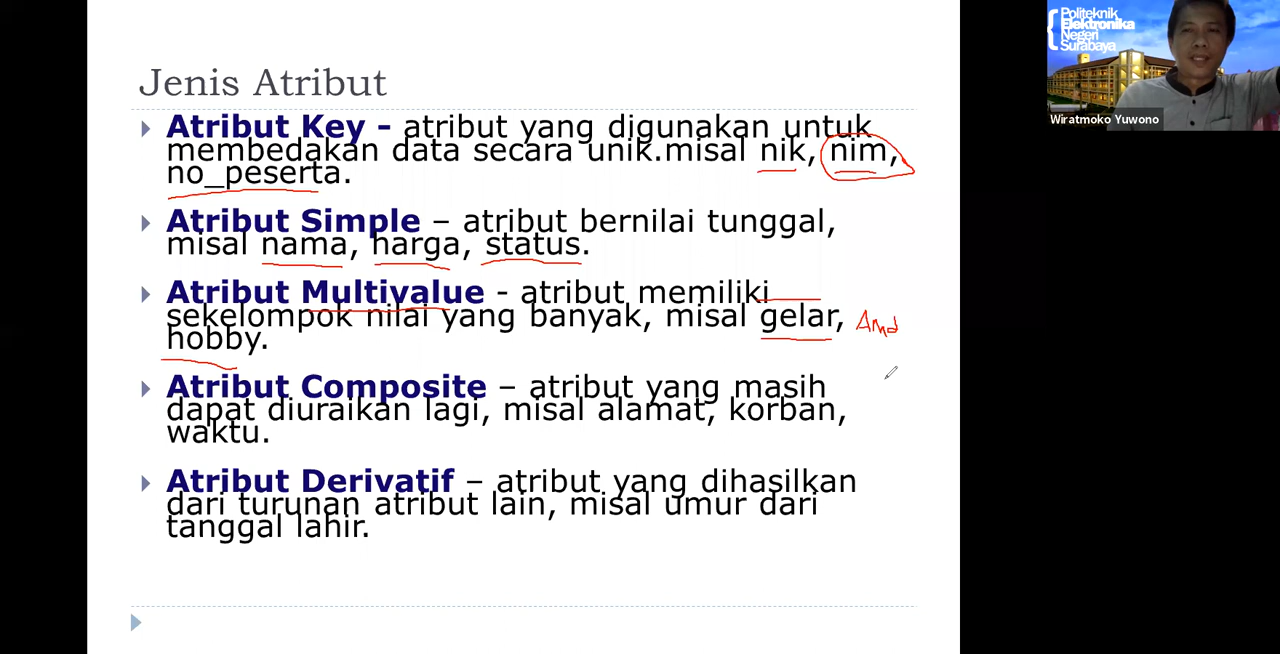 Jenis Atribut
Atribut Key - atribut yang digunakan untuk
membedakan data secara unik.misal nik, nim,
no_peserta.
Atribut Simple – atribut bernilai tunggal,
misal nama, harga, status.
Atribut Multivalue - atribut memiliki
sekelompok nilai yang banyak, misal gelar,
hobby.
Atribut Composite – atribut yang masih
dapat diuraikan lagi, misal alamat, korban,
waktu.
Atribut Derivatif – atribut yang dihasilkan
dari turunan atribut lain, misal umur dari
tanggal lahir.
Politeknik
Elektronika
Negeri
Surabaya
Wiratmoko Yuwono